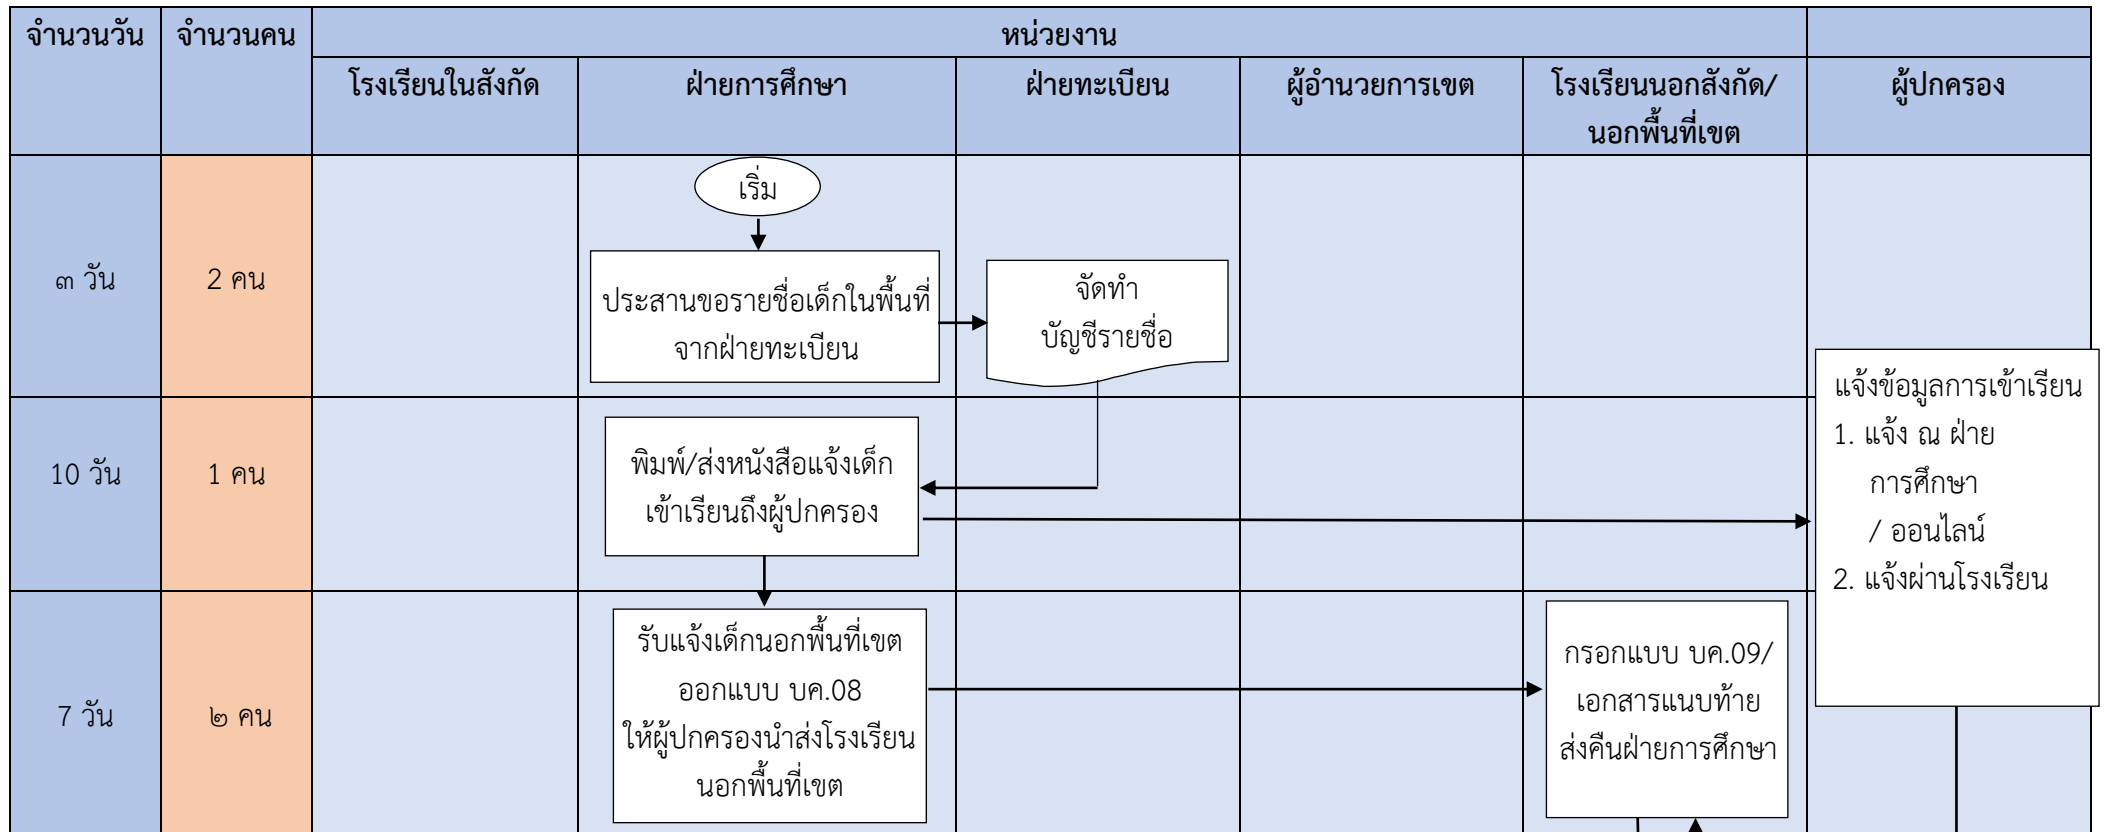 จำนวนวัน
จำนวนคน
หน่วยงาน
โรงเรียนในสังกัด
ฝ่ายการศึกษา
ฝ่ายทะเบียน
ผู้อำนวยการเขต
โรงเรียนนอกสังกัด/
นอกพื้นที่เขต
ผู้ปกครอง
เริ่ม
๓ วัน
2 คน
ประสานขอรายชื่อเด็กในพื้นที่
จากฝ่ายทะเบียน
จัดทำ
บัญชีรายชื่อ
10 วัน
1 คน
พิมพ์/ส่งหนังสือแจ้งเด็ก
เข้าเรียนถึงผู้ปกครอง
แจ้งข้อมูลการเข้าเรียน
1. แจ้ง ณ ฝ่าย
การศึกษา
/ ออนไลน์
2. แจ้งผ่านโรงเรียน
7 วัน
๒ คน
รับแจ้งเด็กนอกพื้นที่เขต
ออกแบบ บค.08
ให้ผู้ปกครองนำส่งโรงเรียน
นอกพื้นที่เขต
กรอกแบบ บค.09/
เอกสารแนบท้าย
ส่งคืนฝ่ายการศึกษา